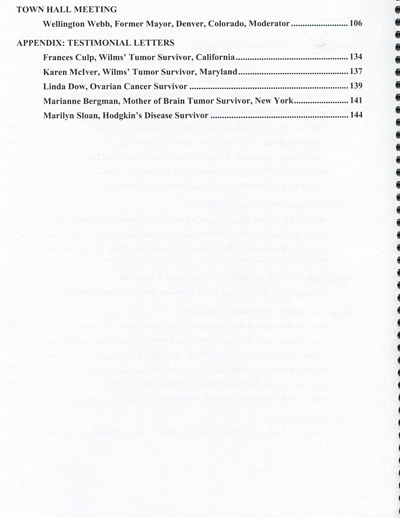 TOWN HALL MEETING
Wellington Webb, Former Mayor, Denver, Colorado, Moderator ........................ 106
APPENDIX: TESTIMONIAL LETTERS
Frances Culp, Wilms' Tumor Survivor, California ................................................ 134
Karen McIver, Wilms' Tumor Survivor, Maryland ............................................... 137
Linda Dow, Ovarian Cancer Survivor .................................................................... 139
Marianne Bergman, Mother of Brain Tumor Survivor, New York ....................... 141
Marilyn Sloan, Hodgkin's Disease Survivor ........................................................... 144